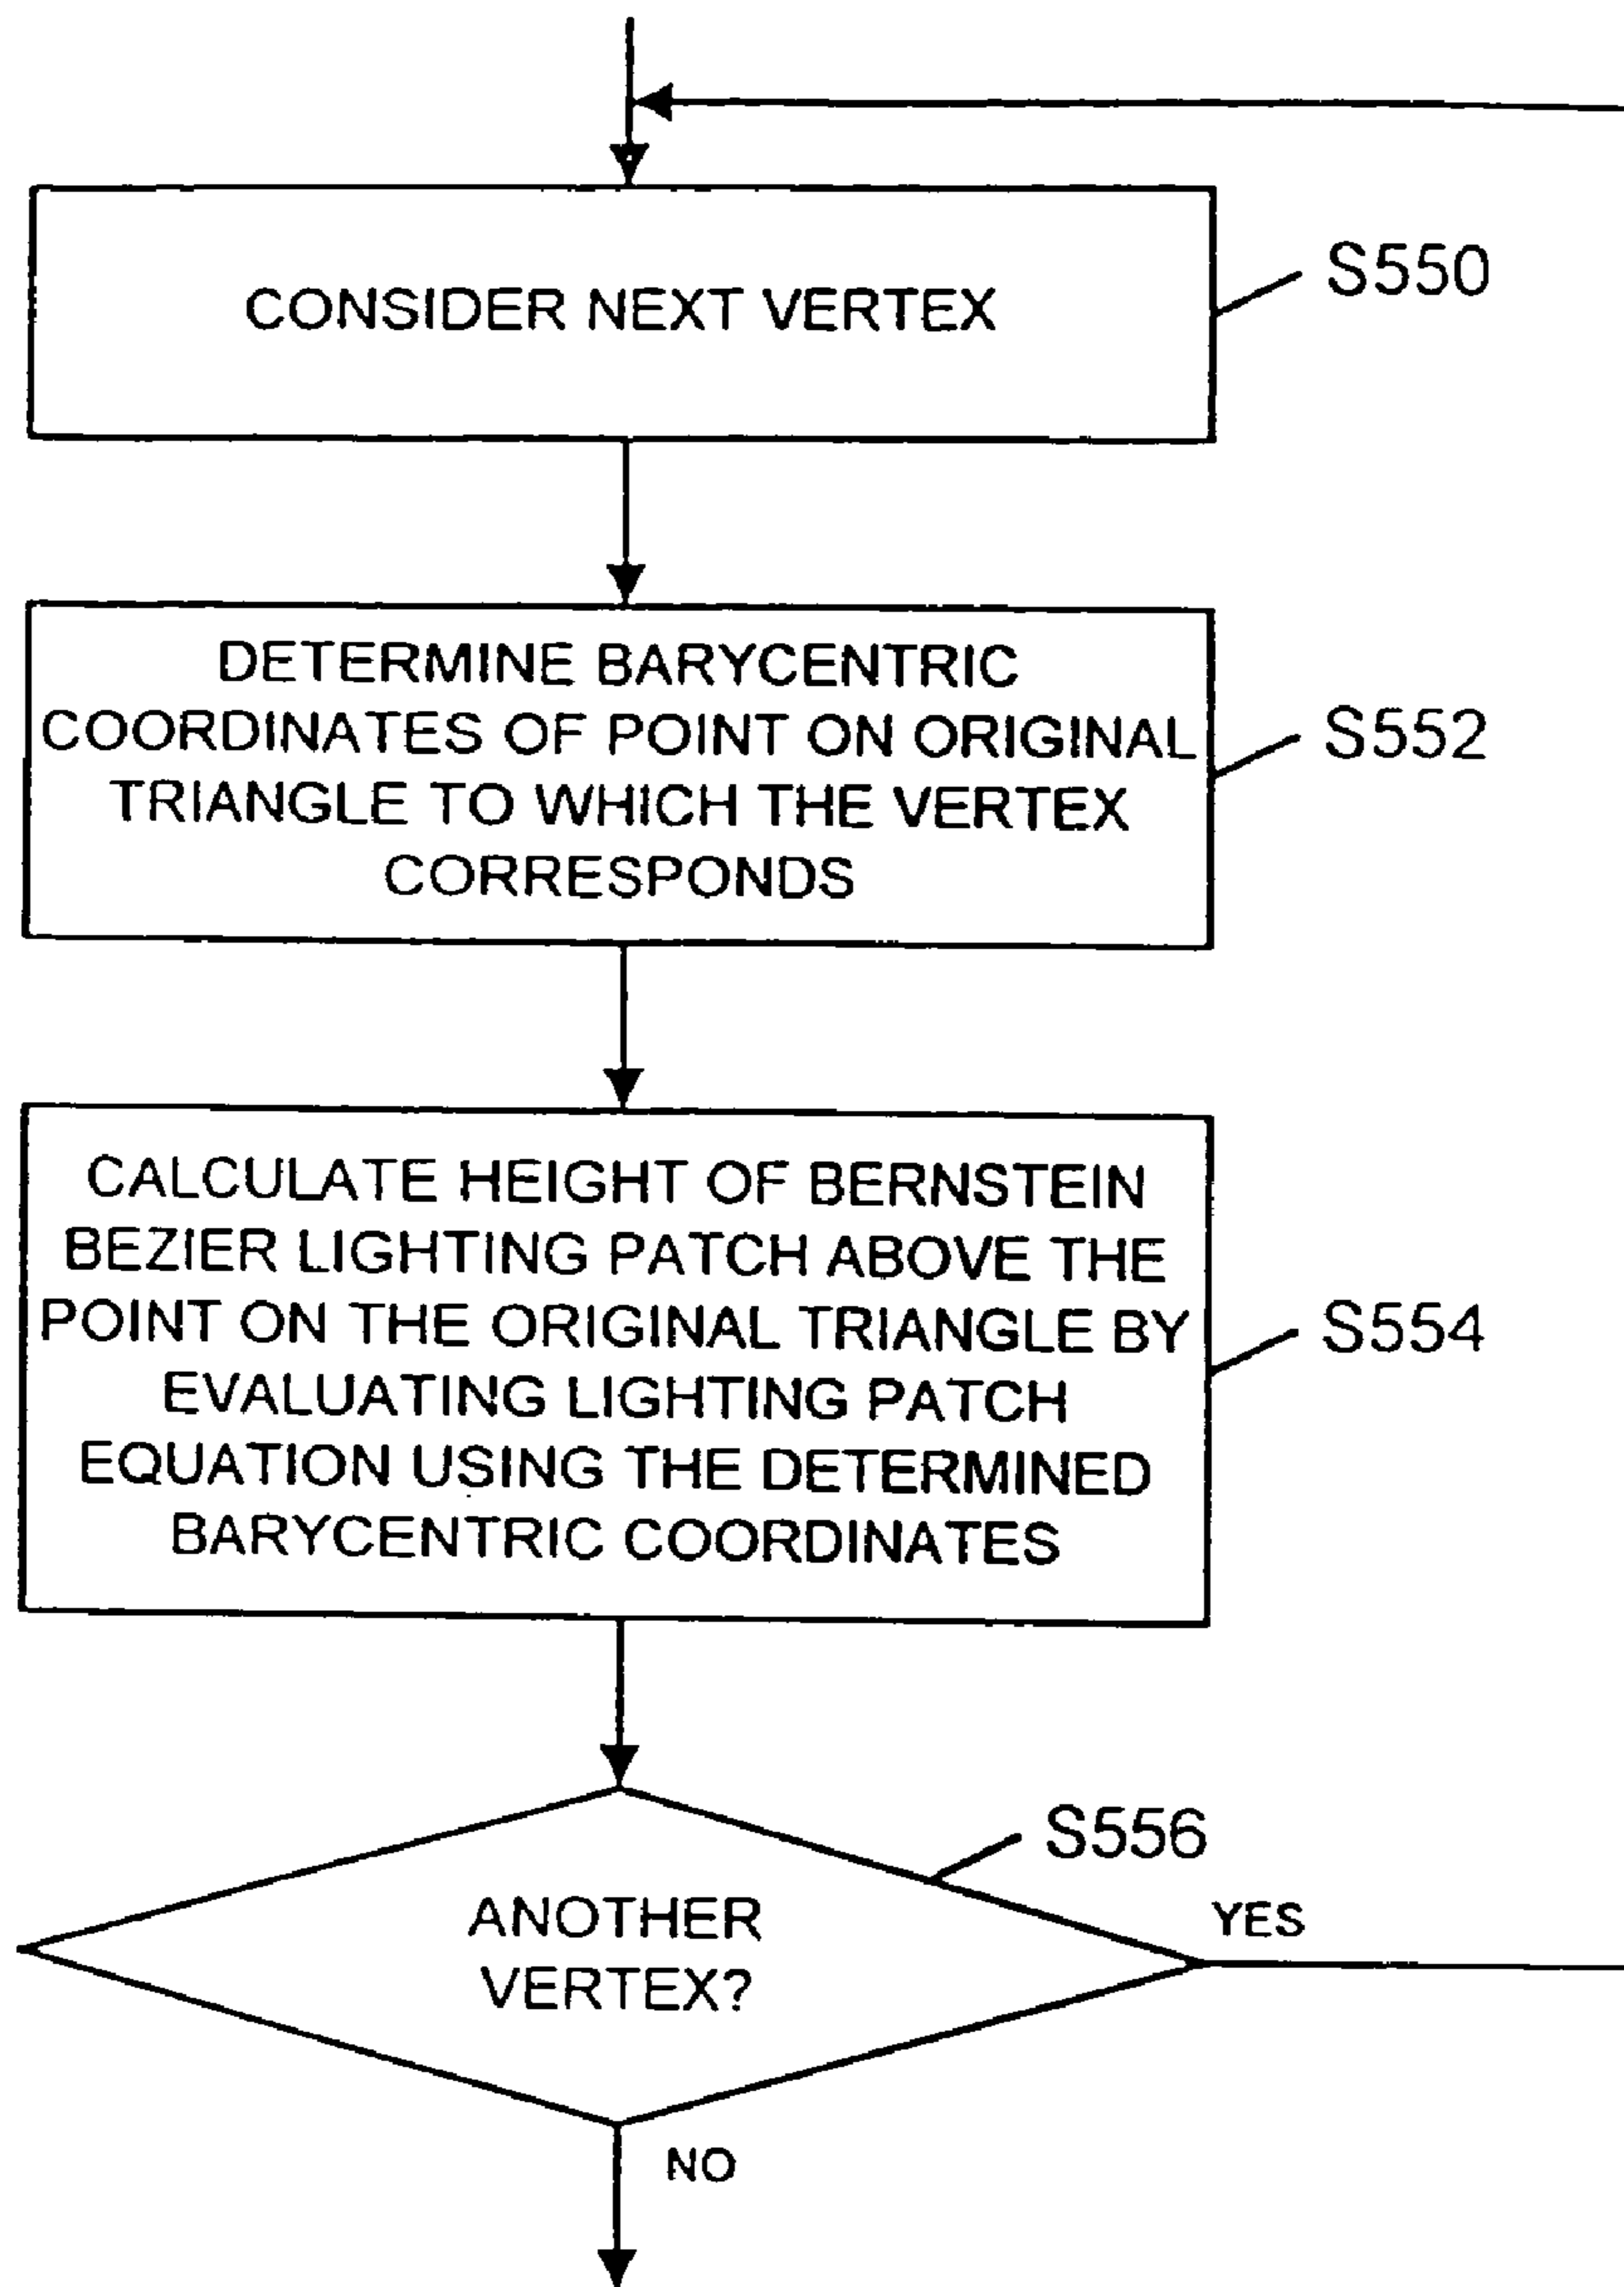 CONSIDER NEXT VERTEX
S550
DETERMINE BARYCENTRIC
COORDINATES OF POINT ON ORIGINAL
TRIANGLE TO WHICH THE VERTEX
CORRESPONDS
S552
CALCULATE HEIGHT OF BERNSTEIN
BEZIER LIGHTING PATCH ABOVE THE
POINT ON THE ORIGINAL TRIANGLE BY
EVALUATING LIGHTING PATCH
EQUATION USING THE DETERMINED
BARYCENTRIC COORDINATES
S554
S556
ANOTHER
VERTEX?
YES
NO